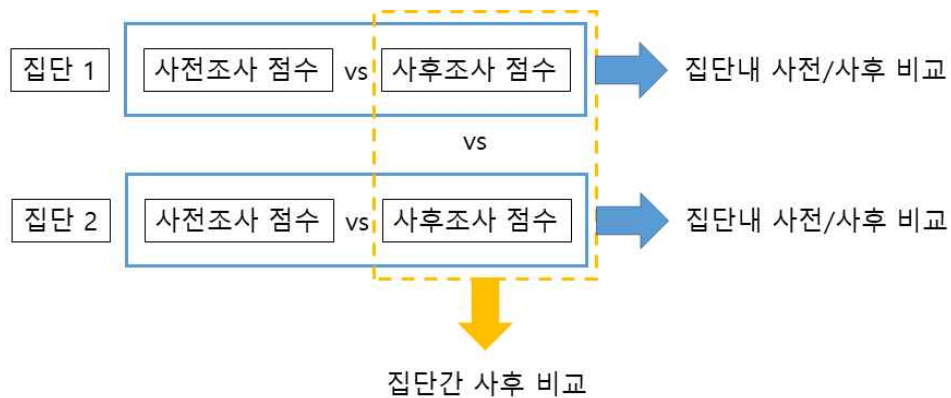 집단 1 사전조사 점수 vs 사후조사 점수 집단내 사전/사후 비교
vs
집단 2 사전조사 점수 vs 사후조사 점수 집단내 사전/사후 비교
집단간 사후 비교